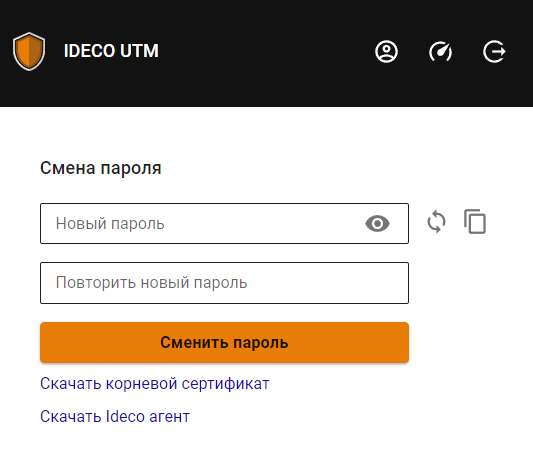 IDECO UTM
Смена пароля
Новый пароль
Повторить новый пароль
Сменить пароль
Скачать корневой сертификат
Скачать Ideco агент